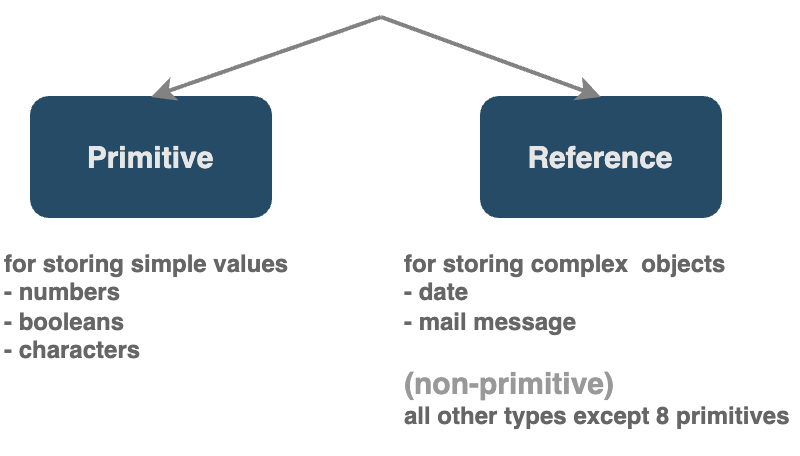 Primitive
for storing simple values
- numbers
- booleans
- characters
Reference
for storing complex  objects
- date
- mail message
(non-primitive)
all other types except 8 primitives